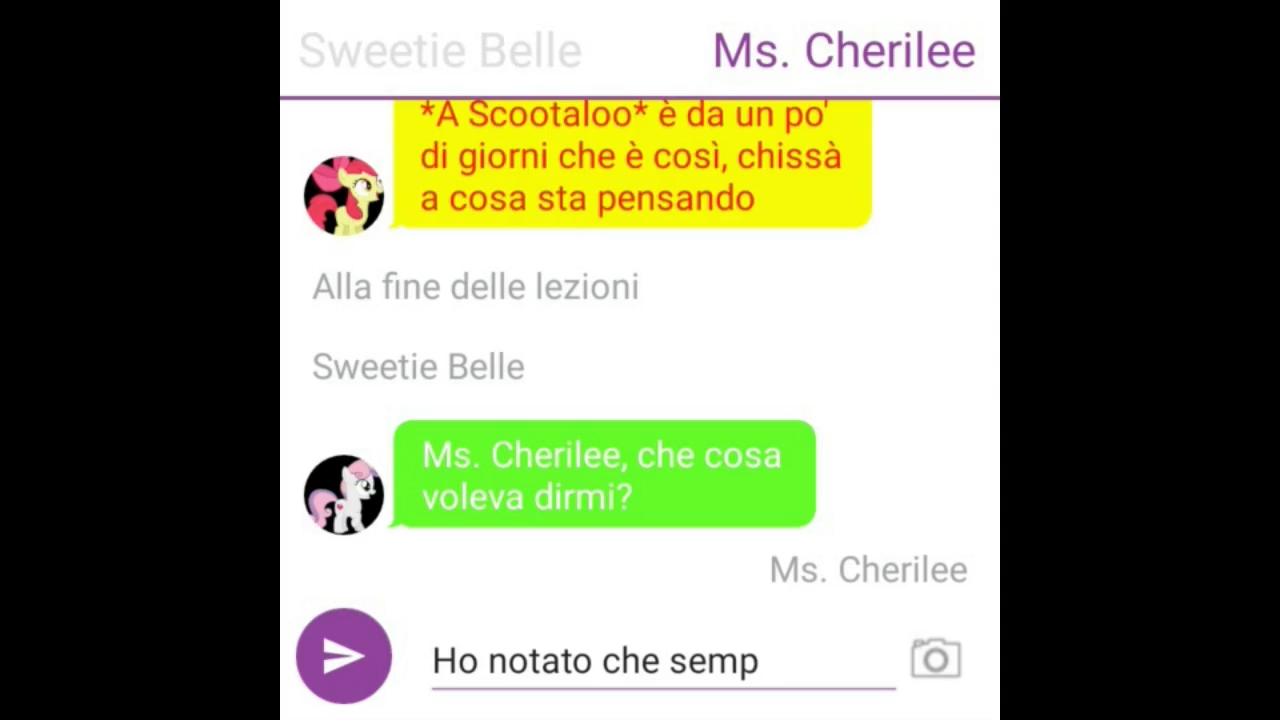 Sweetie Belle
Ms. Cherilee
*A Scootaloo* è da un po'
di giorni che è così, chissà
a cosa sta pensando
Alla fine delle lezioni
Sweetie Belle
Ms. Cherilee, che cosa
voleva dirmi?
Ms. Cherilee
Ho notato che semp